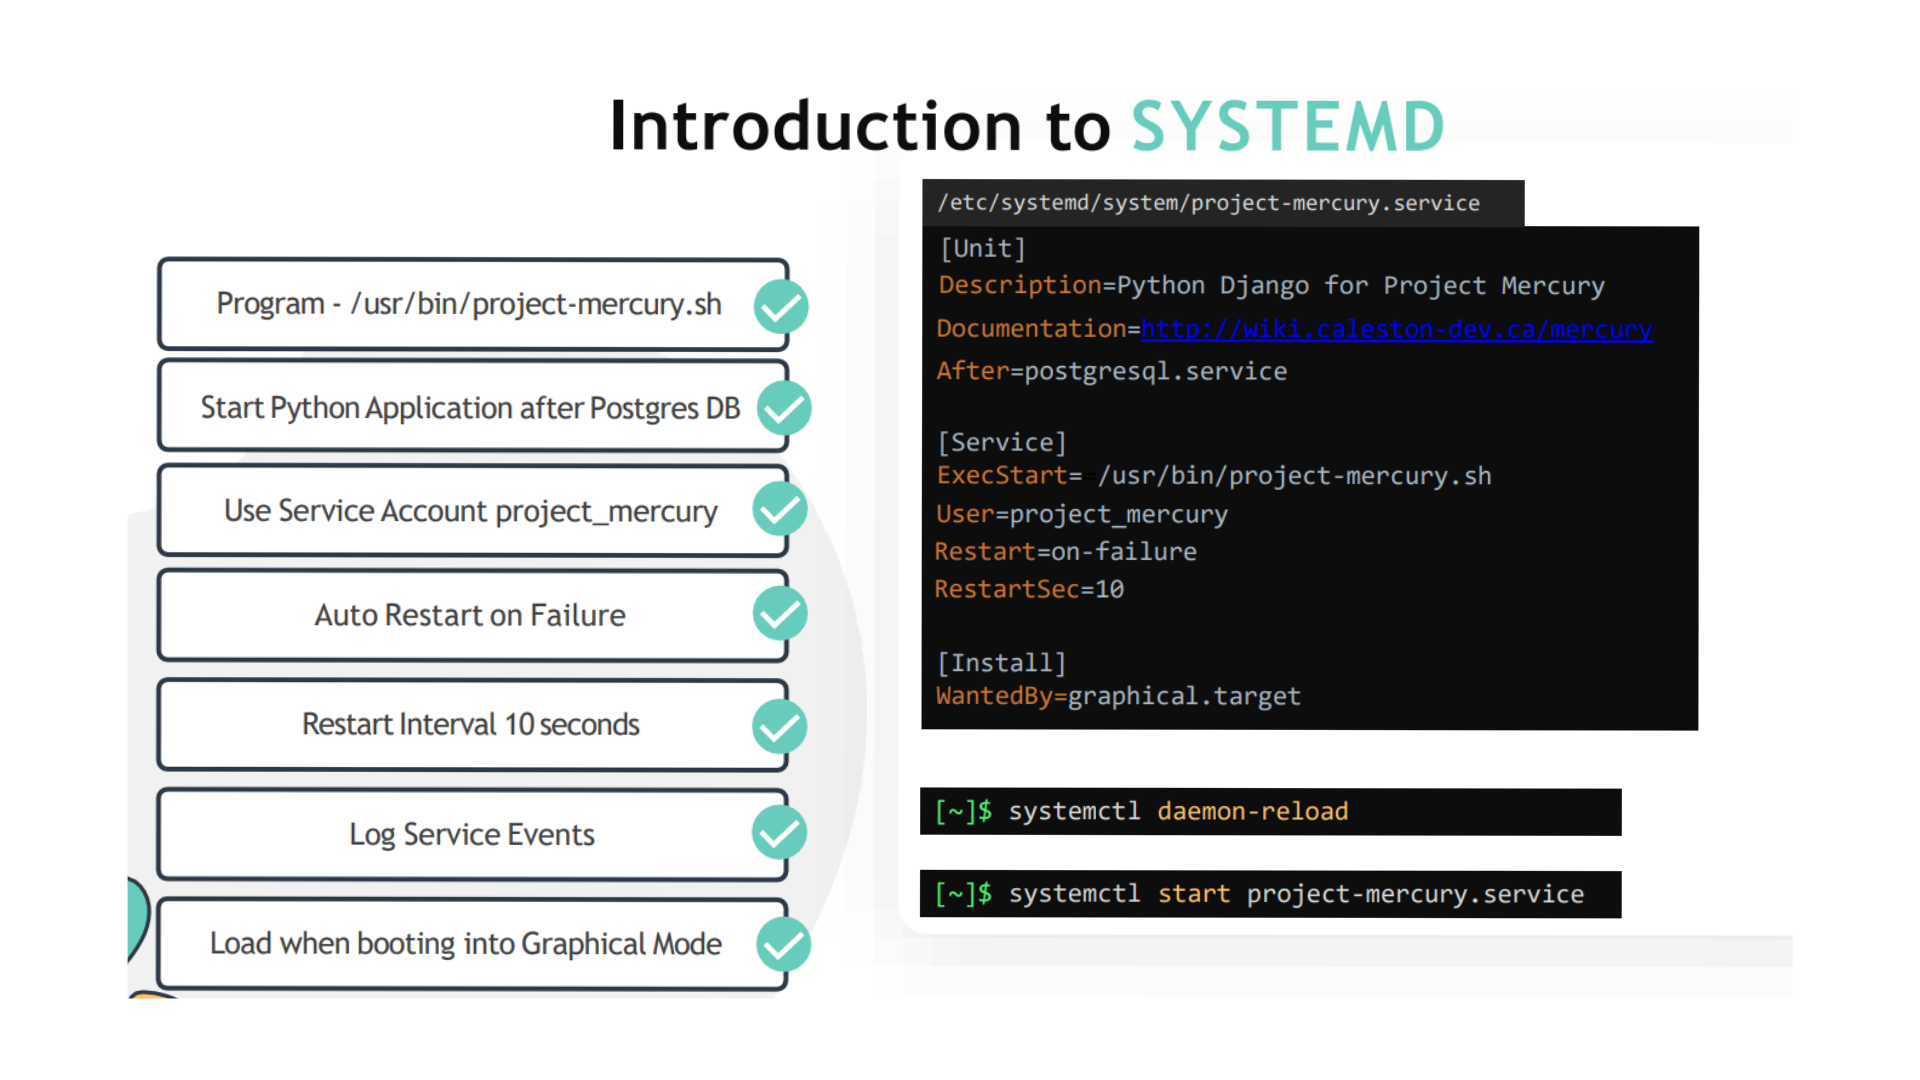 Introduction to SYSTEMD
Program - /usr/bin/project-mercury.sh
Start Python Application after Postgres DB
Use Service Account project_mercury
Auto Restart on Failure
Restart Interval 10 seconds
Log Service Events
Load when booting into Graphical Mode
/etc/systemd/system/project-mercury.service
[Unit]
Description=Python Django for Project Mercury
Documentation=http://wiki.caleston-dev.ca/mercury
After=postgresql.service
[Service]
ExecStart= /usr/bin/project-mercury.sh
User=project_mercury
Restart=on-failure
RestartSec=10
[Install]
WantedBy=graphical.target
[~]$ systemctl daemon-reload
[~]$ systemctl start project-mercury.service